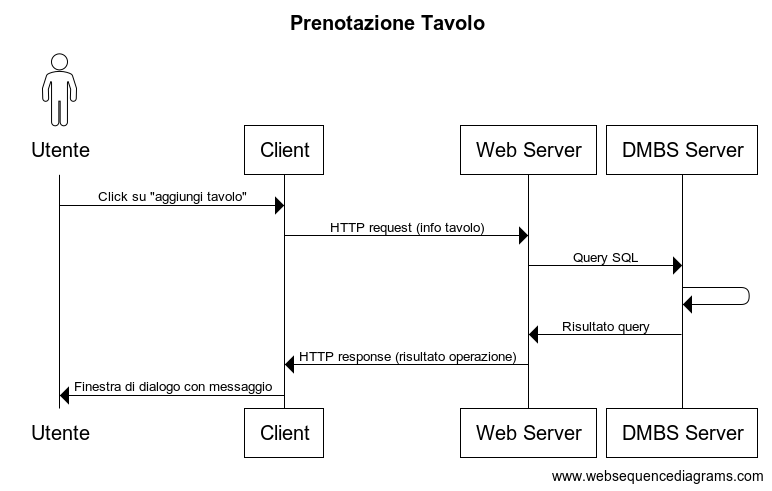 Prenotazione Tavolo
Utente
Client
Web Server
DMBS Server
Click su "aggiungi tavolo"
HTTP request (info tavolo)
Query SQL
Risultato query
HTTP response (risultato operazione)
Finestra di dialogo con messaggio
Utente
Client
Web Server
DMBS Server
www.websequencediagrams.com